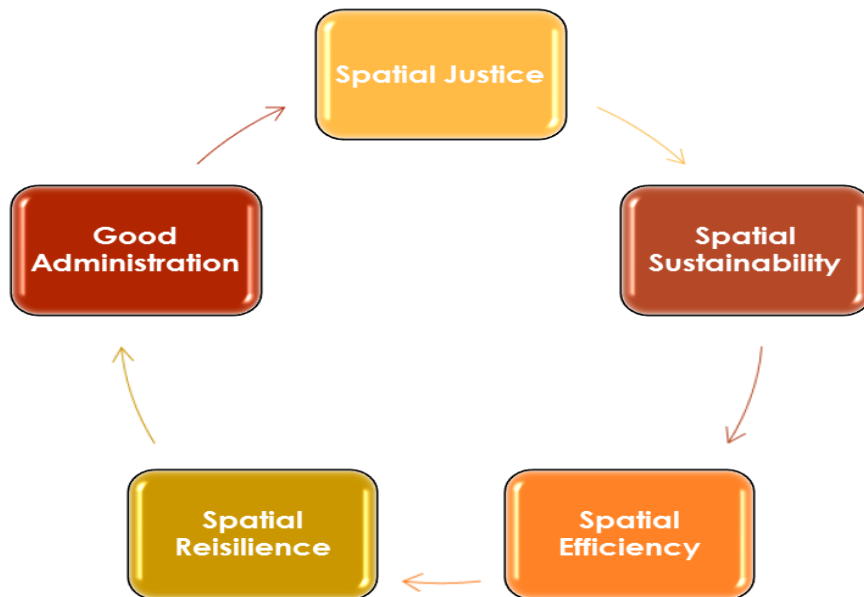 Spatial Justice
Spatial
Sustainability
Spatial
Efficiency
Spatial
Reisilience
Good
Administration